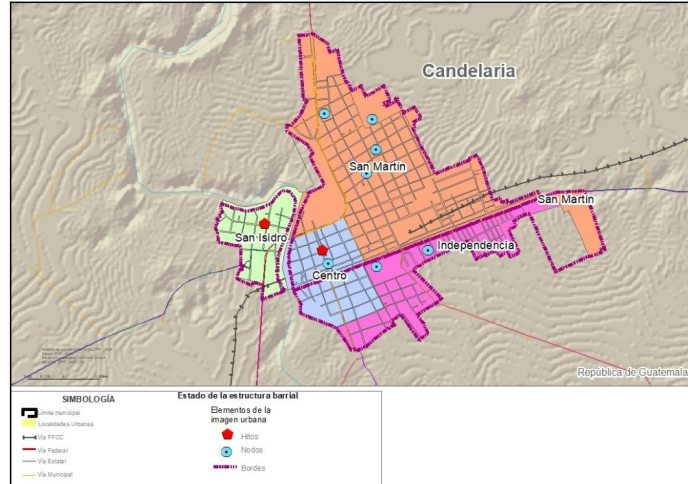 Candelaria
San Martín
San Martín
San Isidro
Independencia
Centro
República de Guatemala
SIMBOLOGÍA
Límite municipal
Localidades Urbanas
Vía FFCC
Vía Federal
Vía Estatal
Vía Municipal
Estado de la estructura barrial
Elementos de la
imagen urbana
Hitos
Nodos
Bordes